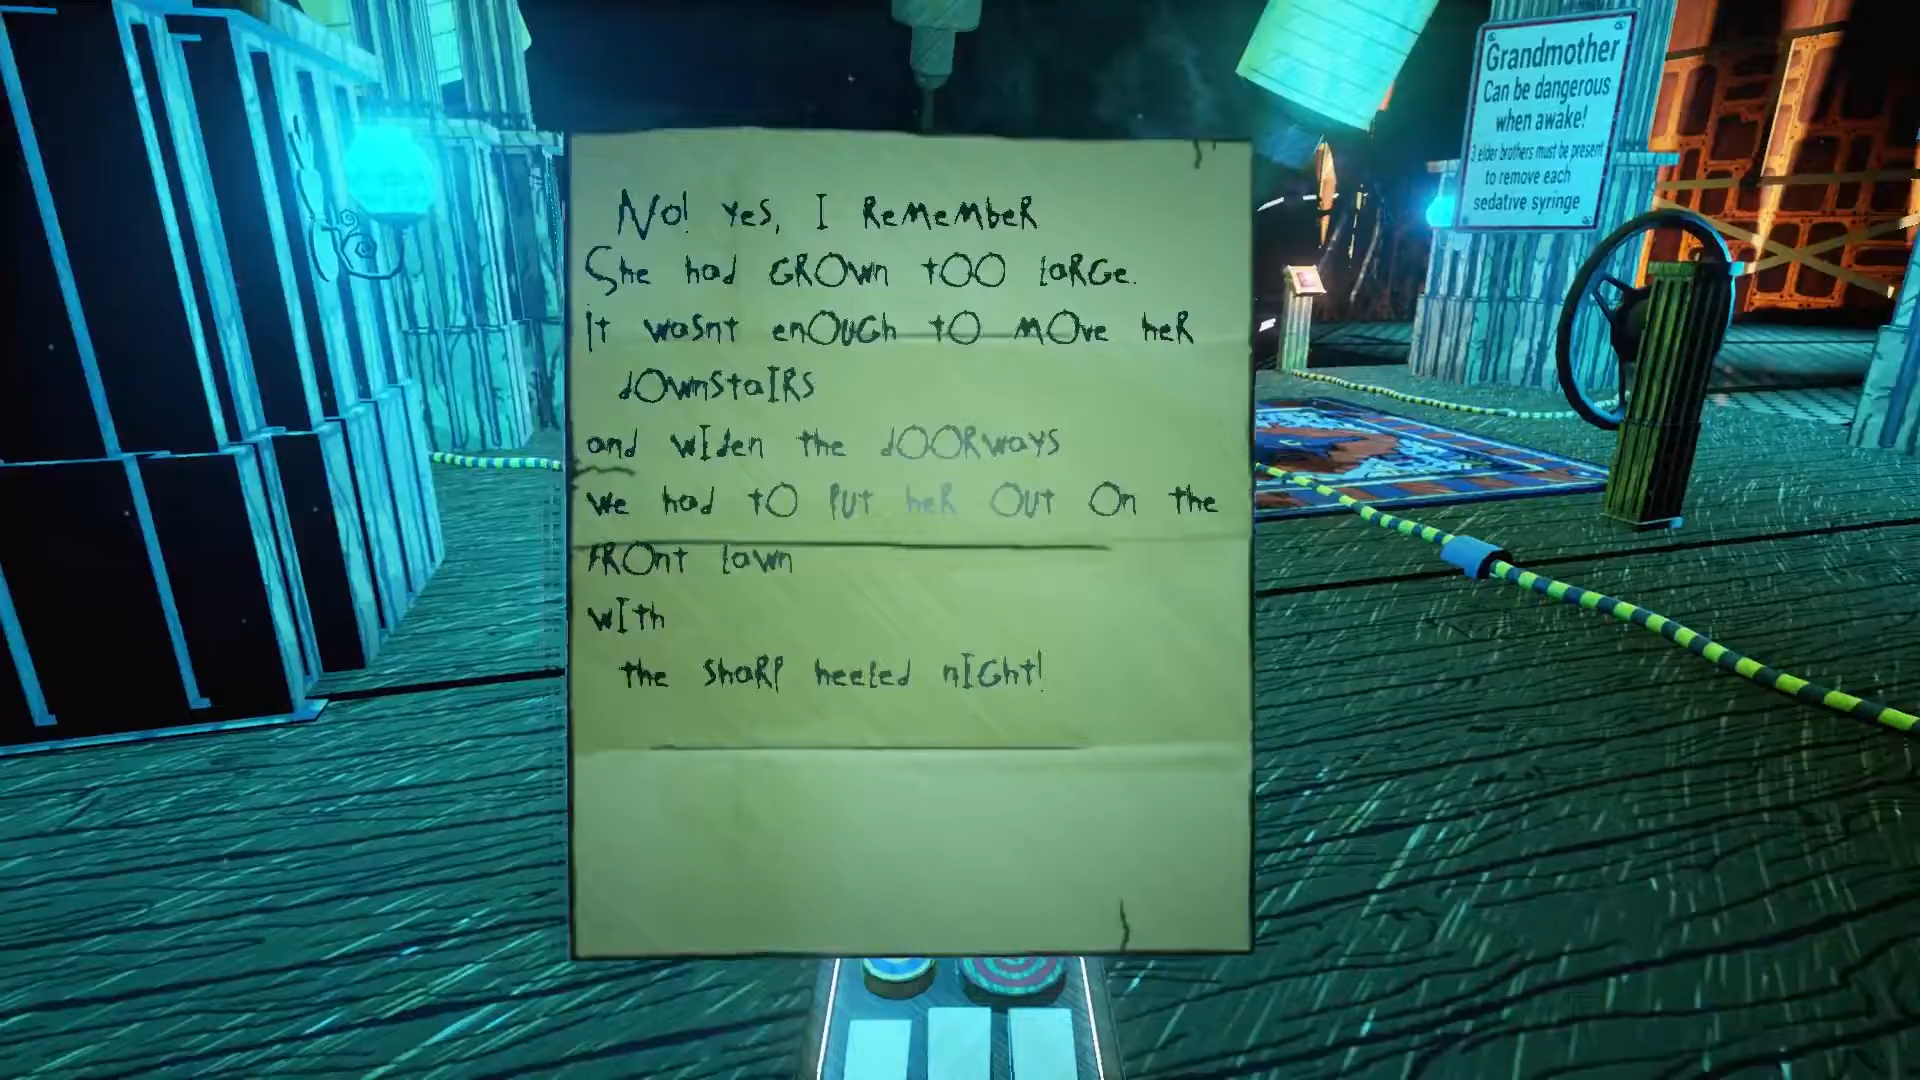 No! Yes, I ReMeMbeR
She had GROwn tOO laRGe.
It wasnt enOUGh tO MOve heR
dOwnstaIRs
and wIden the dOORways
we had tO PUt heR OUt On the
FROnt lawn
wIth
the shaRP heeled nIGht!
Grandmother
Can be dangerous
when awake!
3 elder brothers must be present
to remove each
sedative syringe